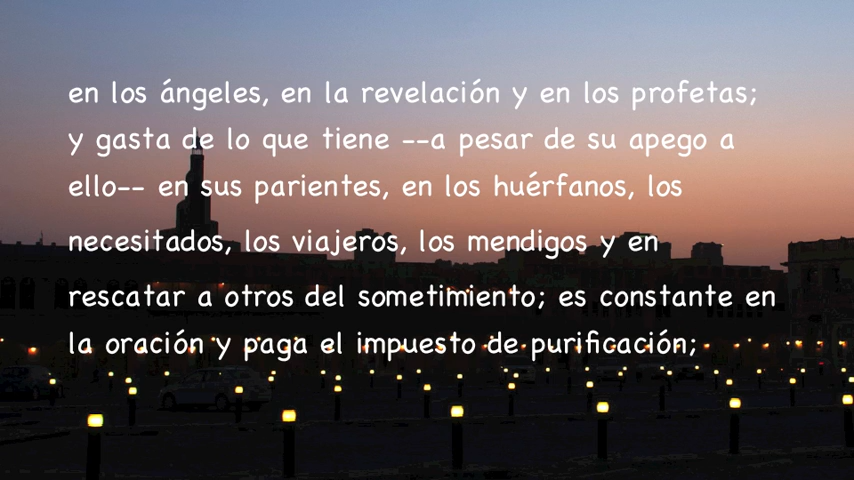 en los ángeles, en la revelación y en los profetas;
y gasta de lo que tiene --a pesar de su apego a
ello-- en sus parientes, en los huérfanos, los
necesitados, los viajeros, los mendigos y en
rescatar a otros del sometimiento; es constante en
la oración y paga el impuesto de purificación;